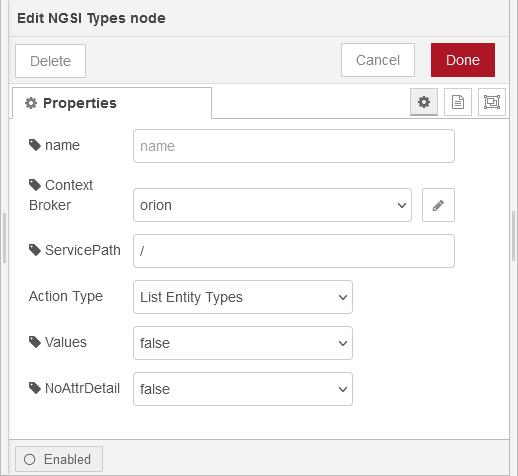 Edit NGSI Types node
Delete
Cancel
Done
Properties
name
name
Context
Broker
orion
ServicePath
/
Action Type
List Entity Types
Values
false
NoAttrDetail
false
Enabled